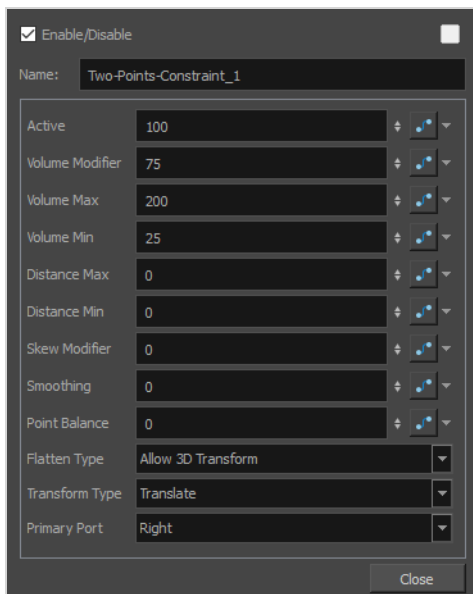 Enable/Disable
Name: Two-Points-Constraint_1
Active 100
Volume Modifier 75
Volume Max 200
Volume Min 25
Distance Max 0
Distance Min 0
Skew Modifier 0
Smoothing 0
Point Balance 0
Flatten Type Allow 3D Transform
Transform Type Translate
Primary Port Right
Close